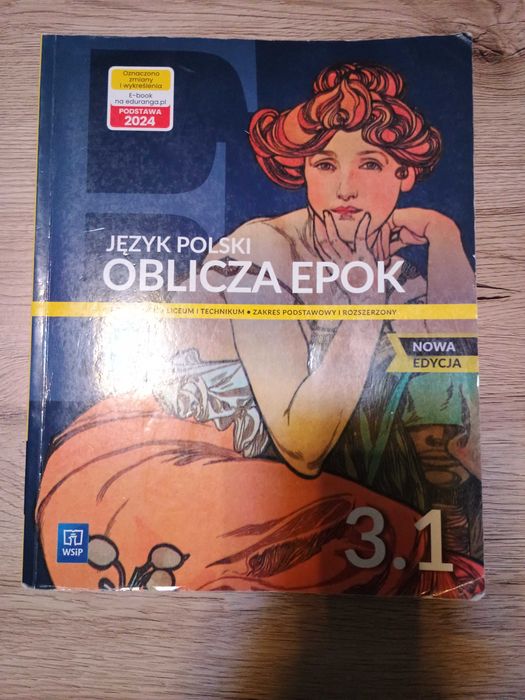 Oznaczono
zmiany
i wykreślenia
E-book
na eduranga.pl
PODSTAWA
2024
JĘZYK POLSKI
OBLICZA EPOK
LICEUM I TECHNIKUM • ZAKRES PODSTAWOWY I ROZSZERZONY
NOWA
EDYCJA
3.1
WSiP